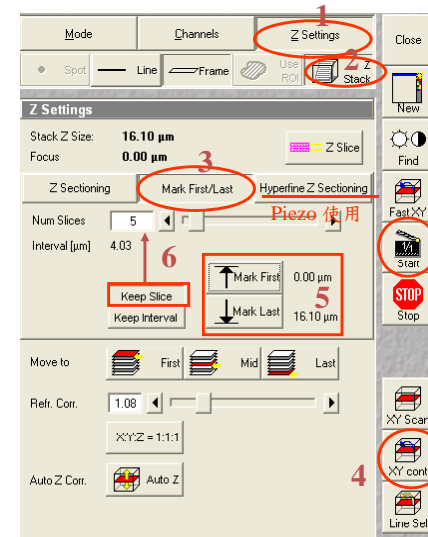 1
Mode Channels Z Settings Close
2
Spot Line Frame Use ROI Z Stack
New
Z Settings
Stack Z Size: 16.10 µm
Focus 0.00 µm
Z Slice
Find
3
Z Sectioning Mark First/Last Hyperfine Z Sectioning
Fast XY
Piezo 使用
Num Slices 5
Interval [µm] 4.03
Start
6
Mark First 0.00 µm
Keep Slice
5
Stop
STOP
Keep Interval
Mark Last 16.10 µm
Move to First Mid Last
Refr. Corr. 1.08
XY Scan
X:Y:Z = 1:1:1
Auto Z Corr. Auto Z
4
XY cont
Line Sel